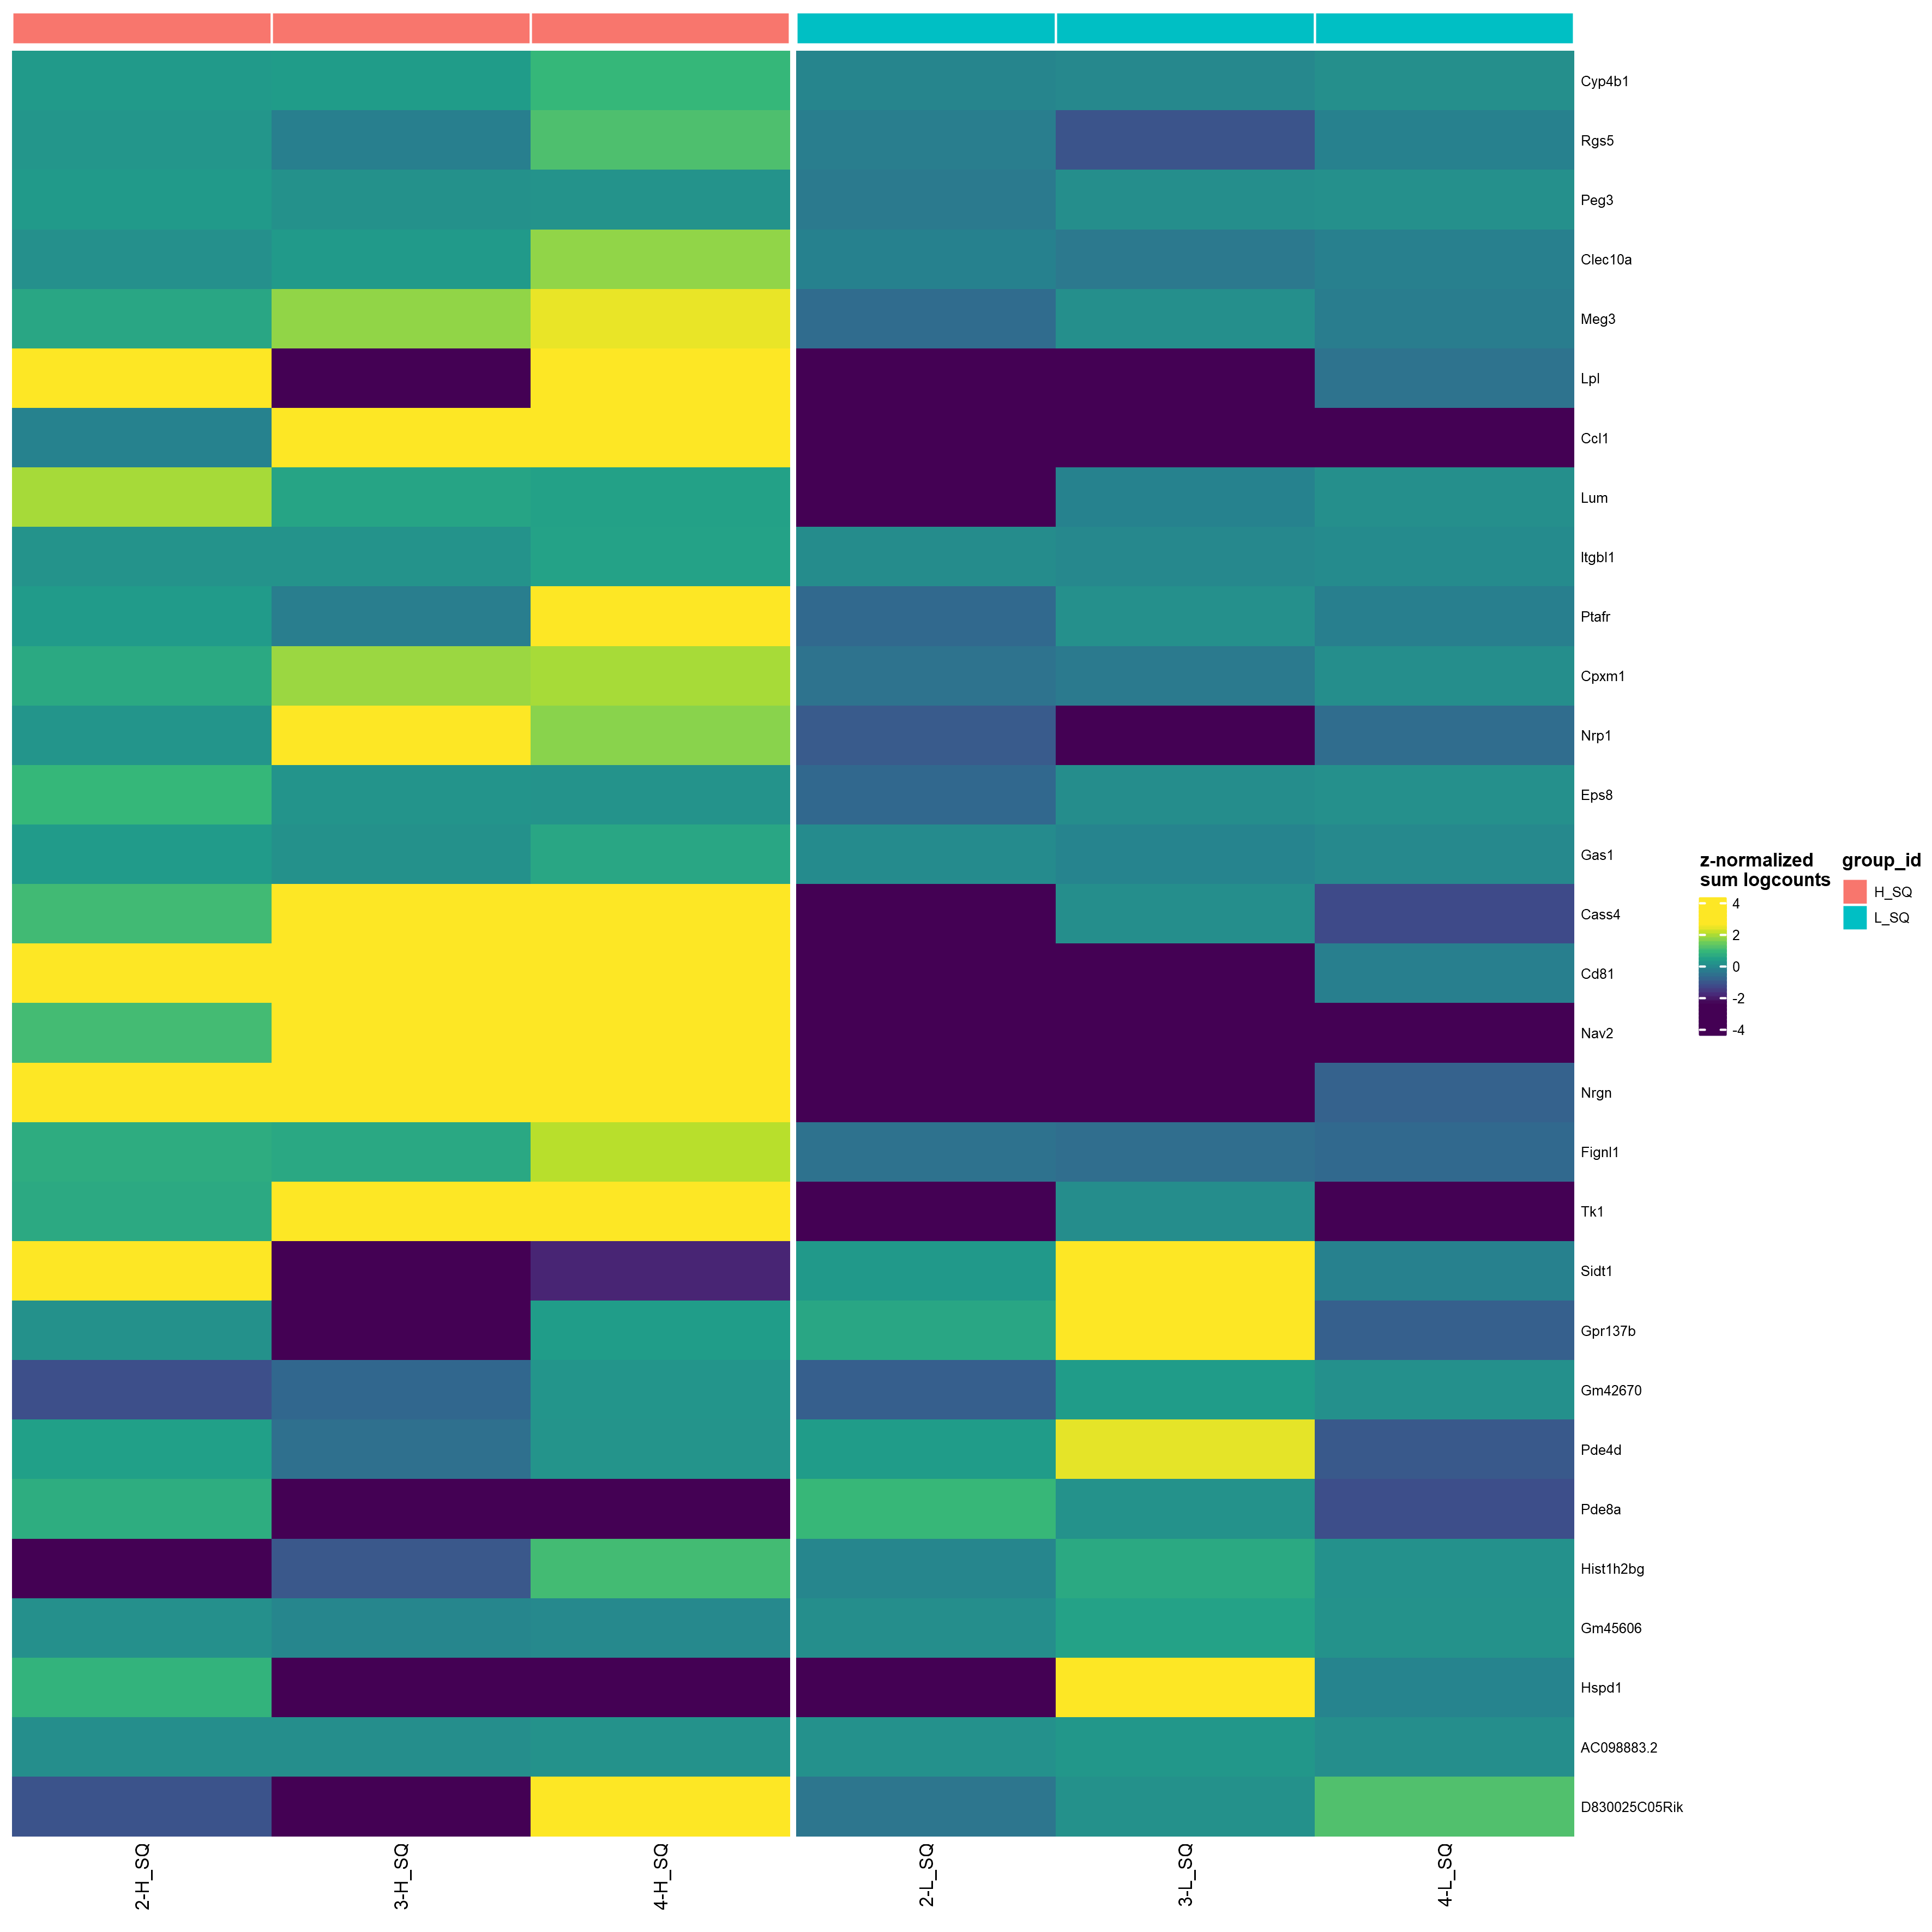 Cyp4b1
Rgs5
Peg3
Clec10a
Meg3
Lpl
Ccl1
Lum
Itgbl1
Ptafr
Cpxm1
Nrp1
Eps8
Gas1
Cass4
Cd81
Nav2
Nrgn
Fignl1
Tk1
Sidt1
Gpr137b
Gm42670
Pde4d
Pde8a
Hist1h2bg
Gm45606
Hspd1
AC098883.2
D830025C05Rik
2-H_SQ
3-H_SQ
4-H_SQ
2-L_SQ
3-L_SQ
4-L_SQ
z-normalized
sum logcounts
4
2
0
-2
-4
group_id
H_SQ
L_SQ